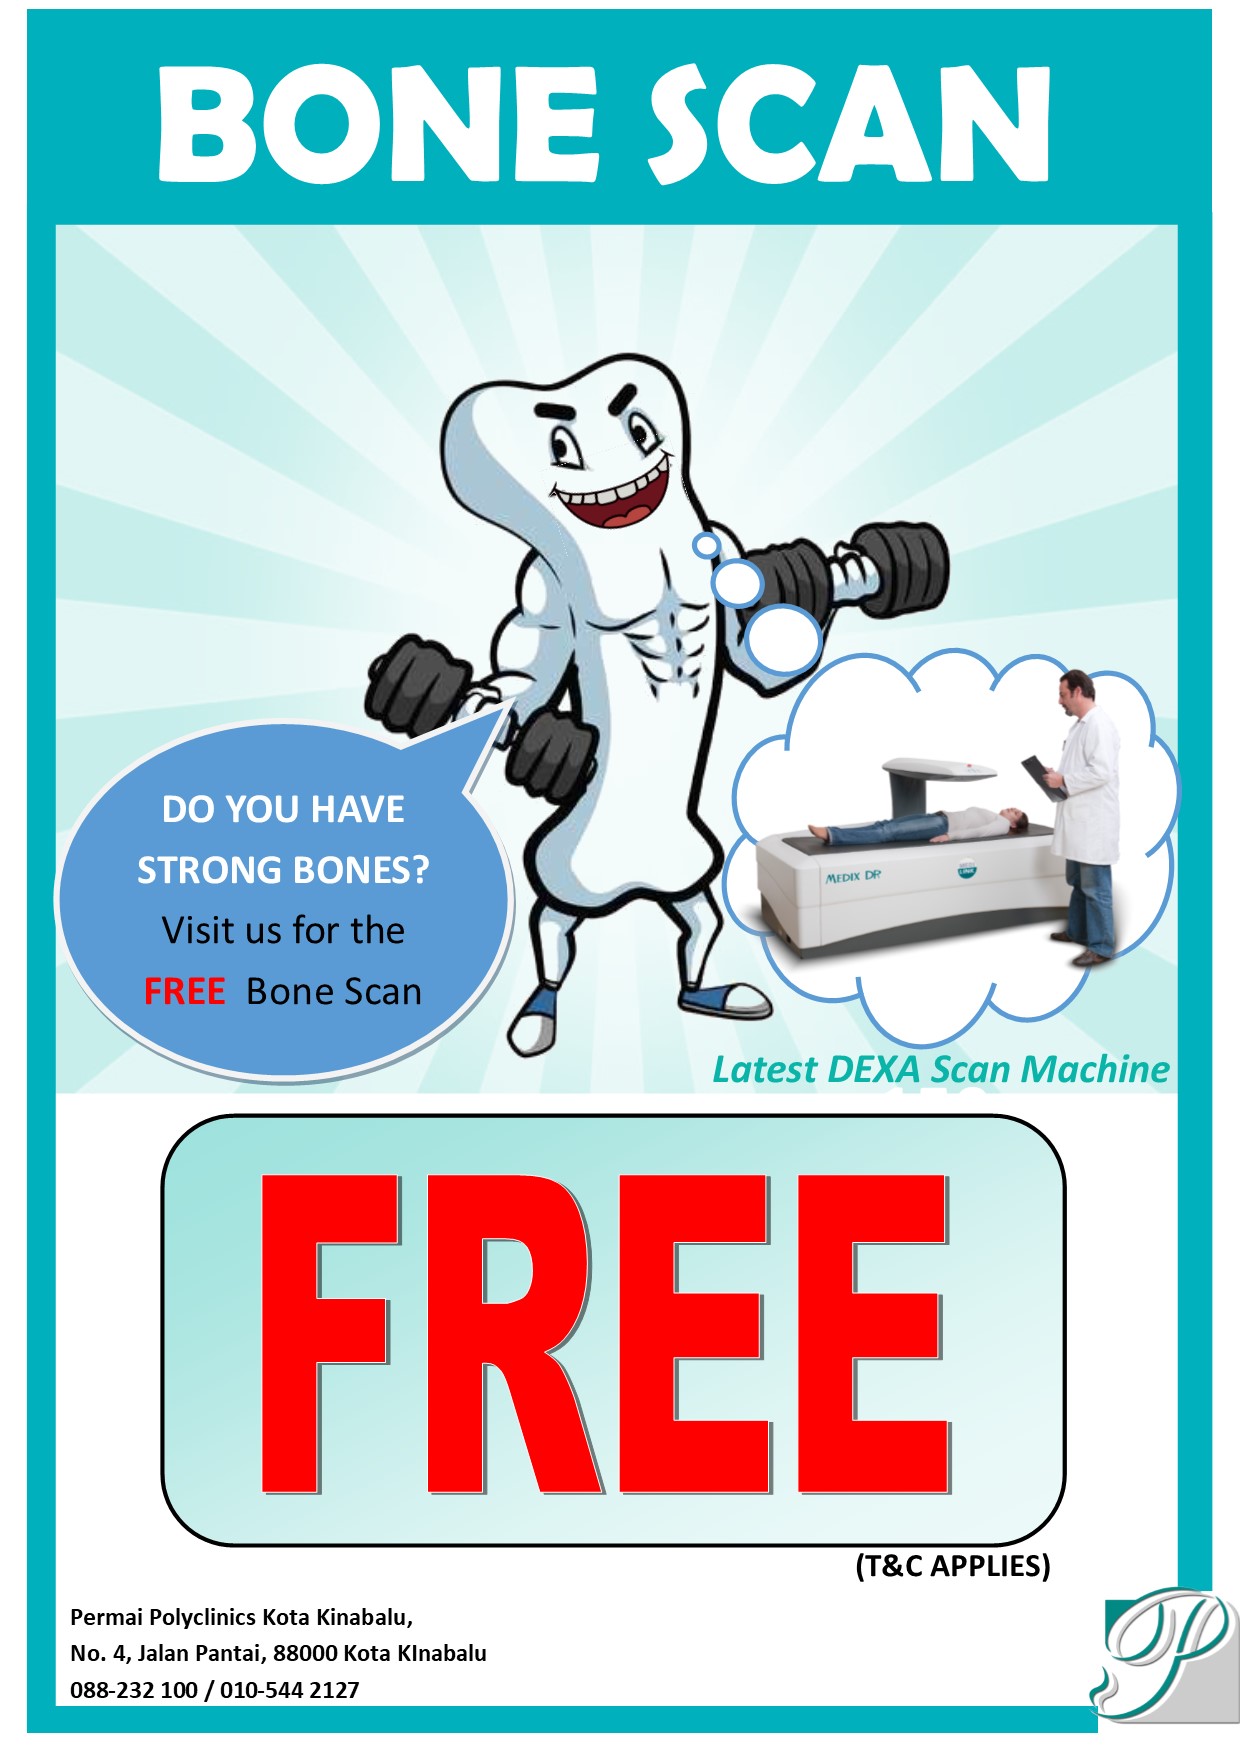 BONE SCAN
DO YOU HAVE
STRONG BONES?
Visit us for the
FREE Bone Scan
MEDIX DR
Latest DEXA Scan Machine
FREE
(T&C APPLIES)
Permai Polyclinics Kota Kinabalu,
No. 4, Jalan Pantai, 88000 Kota KInabalu
088-232 100 / 010-544 2127